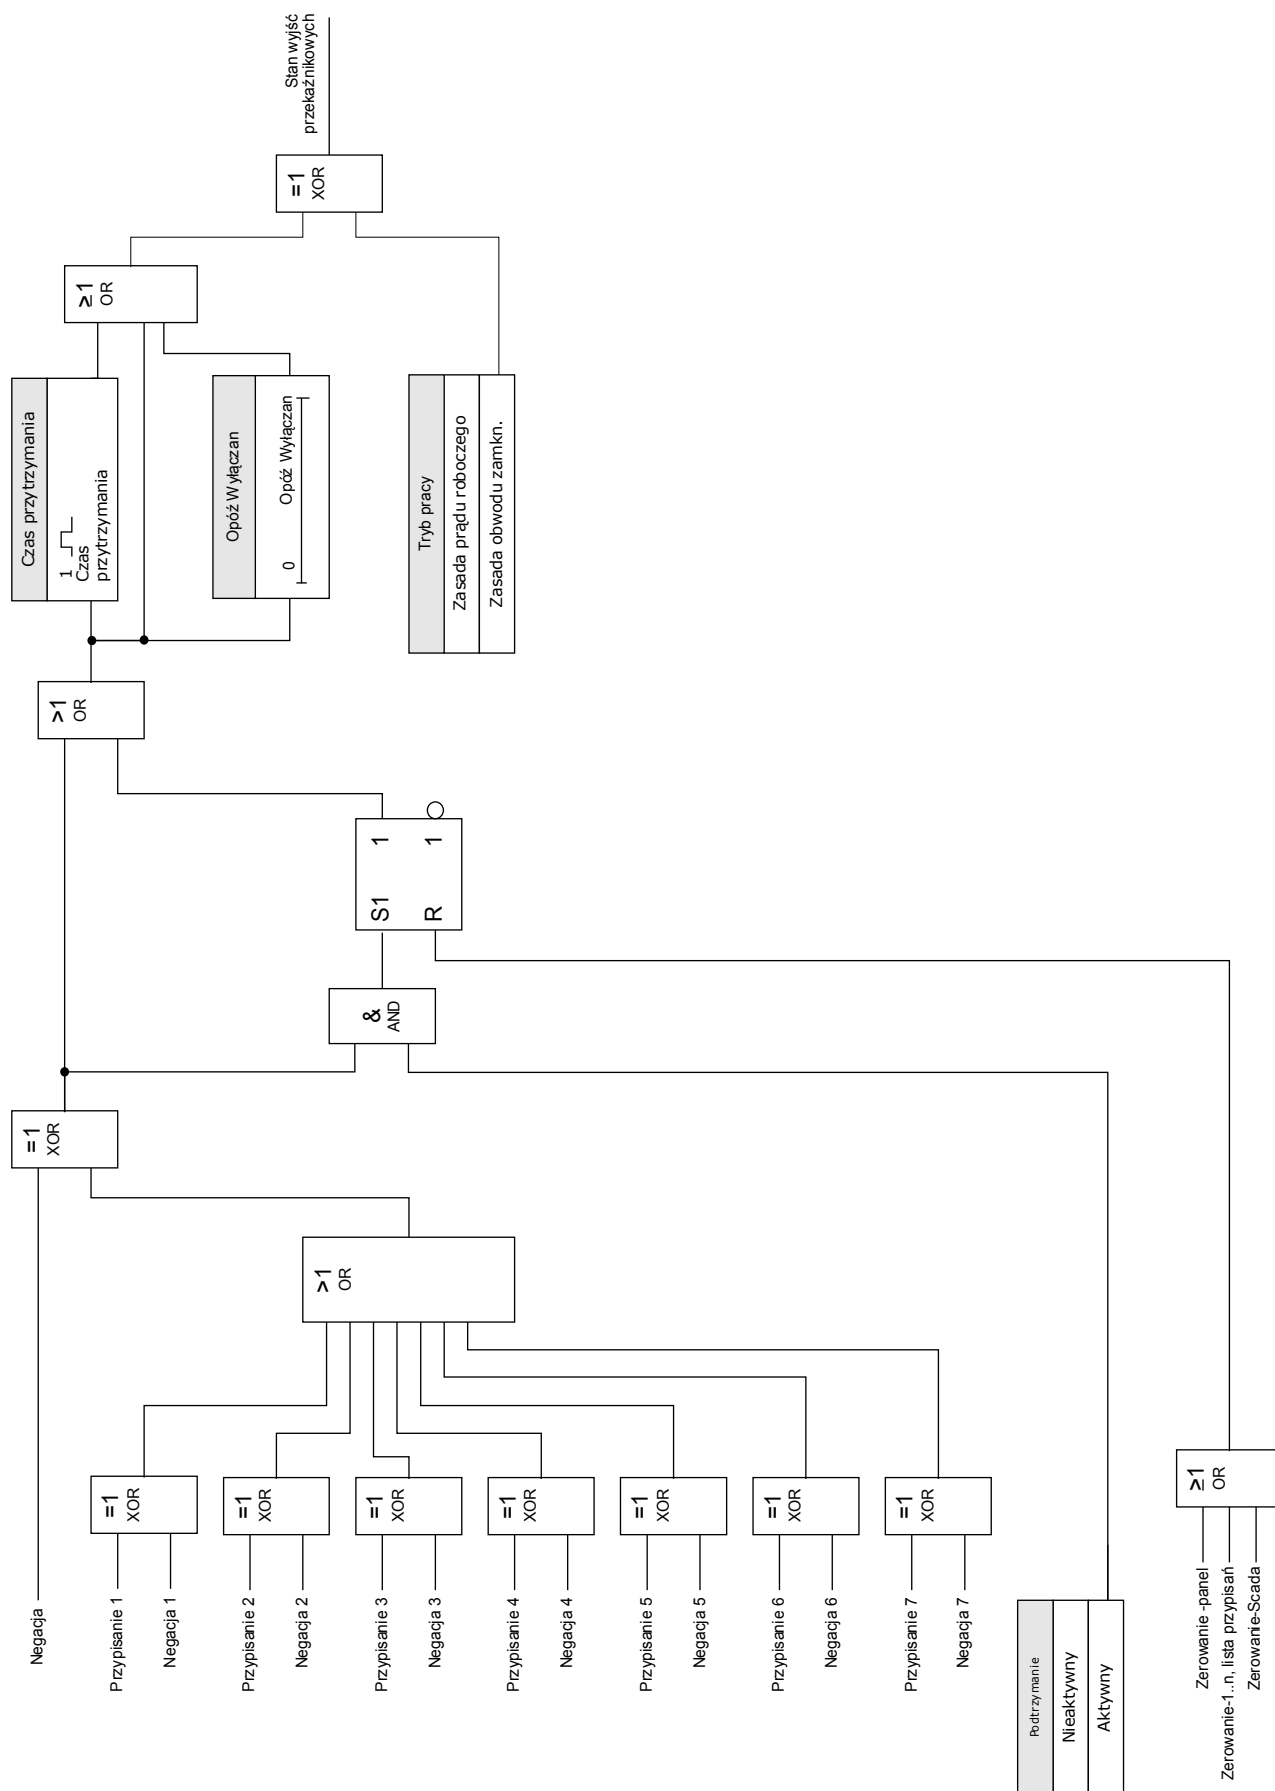 Negacja
Przypisanie 1
=1
XOR
Negacja 1
Przypisanie 2
=1
XOR
Negacja 2
Przypisanie 3
=1
XOR
Negacja 3
Przypisanie 4
=1
XOR
Negacja 4
Przypisanie 5
=1
XOR
Negacja 5
Przypisanie 6
=1
XOR
Negacja 6
Przypisanie 7
=1
XOR
Negacja 7
>1
OR
=1
XOR
Podtrzymanie
Nieaktywny
Aktywny
&
AND
Zerowanie -panel
Zerowanie-1..n, lista przypisań
Zerowanie-Scada
≥1
OR
S1 1
R 1
>1
OR
Czas przytrzymania
1
Czas
przytrzymania
Opóź Wyłączan
0 Opóź Wyłączan
Tryb pracy
Zasada prądu roboczego
Zasada obwodu zamkn.
≥1
OR
=1
XOR
Stan wyjść
przekaźnikowych